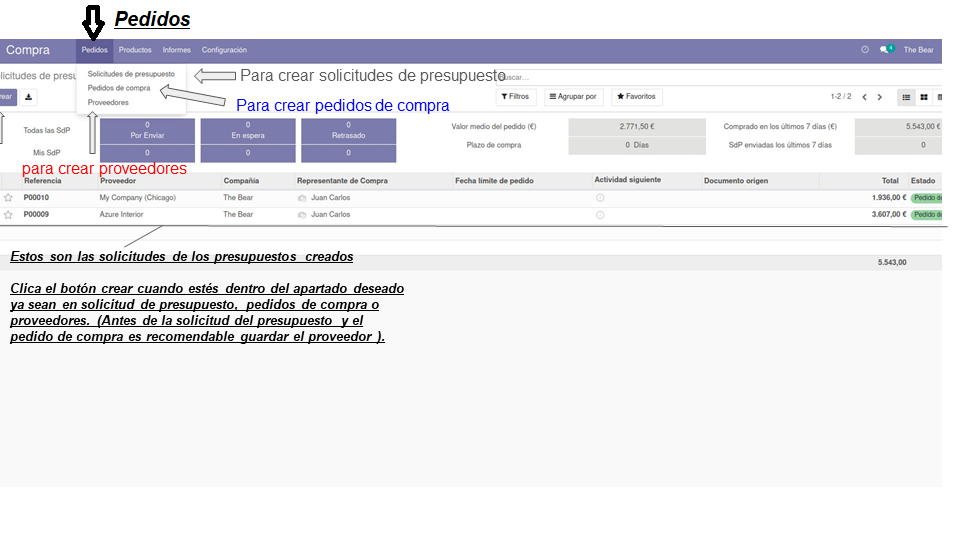 Pedidos
Compra Pedidos Productos Informes Configuración 4 The Bear
licitudes de presu
Solicitudes de presupuesto
Para crear solicitudes de presupuesto
uscar...
Pedidos de compra
Proveedores
Para crear pedidos de compra
rear
Filtros Agrupar por Favoritos 1-2 / 2
Todas las SdP
0 Por Enviar
0 En espera
0 Retrasado
Mis SdP 0 0 0
Valor medio del pedido (€) 2.771,50 € Comprado en los últimos 7 días (€) 5.543,00 €
Plazo de compra 0 Días SdP enviadas los últimos 7 días 0
para crear proveedores
Referencia Proveedor Compañía Representante de Compra Fecha límite de pedido Actividad siguiente Documento origen Total Estado
P00010 My Company (Chicago) The Bear Juan Carlos 1.936,00 € Pedido de
P00009 Azure Interior The Bear Juan Carlos 3.607,00 € Pedido de
Estos son las solicitudes de los presupuestos creados
5.543,00
Clica el botón crear cuando estés dentro del apartado deseado
ya sean en solicitud de presupuesto, pedidos de compra o
proveedores. (Antes de la solicitud del presupuesto y el
pedido de compra es recomendable guardar el proveedor ).